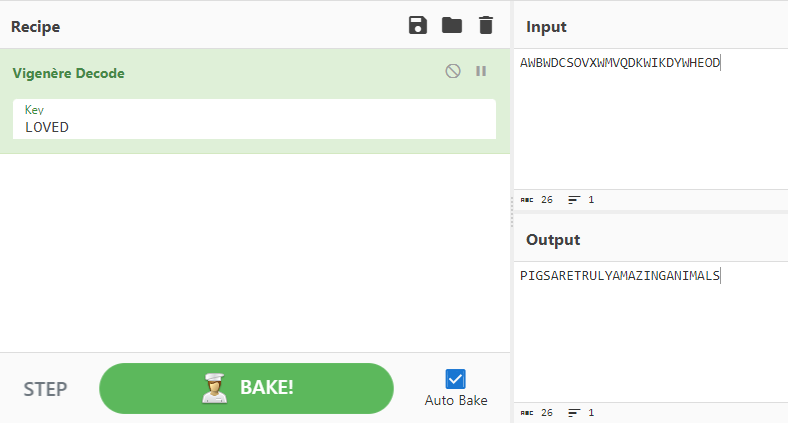 Recipe
Vigenère Decode
Key
LOVED
STEP
BAKE!
Auto Bake
Input
AWBWDCSOVXWMVQDKWIKDYWHEOD
ABC 26 1
Output
PIGSARETRULYAMAZINGANIMALS
ABC 26 1